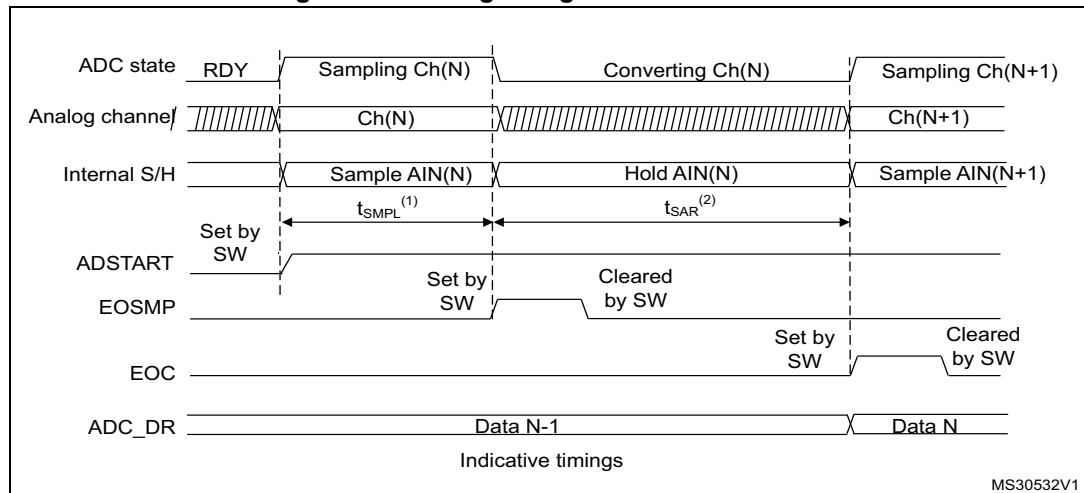 ADC state RDY Sampling Ch(N) Converting Ch(N) Sampling Ch(N+1)
Analog channel Ch(N) Ch(N+1)
Internal S/H Sample AIN(N) Hold AIN(N) Sample AIN(N+1)
tSMPL(1) tSAR(2)
Set by
SW
ADSTART
Set by
SW
Cleared
by SW
EOSMP
Set by
SW
Cleared
by SW
EOC
ADC_DR Data N-1 Data N
Indicative timings
MS30532V1